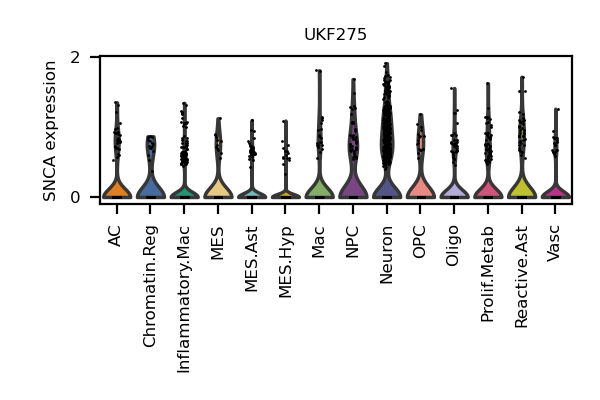 UKF275
SNCA expression
2
0
AC
Chromatin.Reg
Inflammatory.Mac
MES
MES.Ast
MES.Hyp
Mac
NPC
Neuron
OPC
Oligo
Prolif.Metab
Reactive.Ast
Vasc